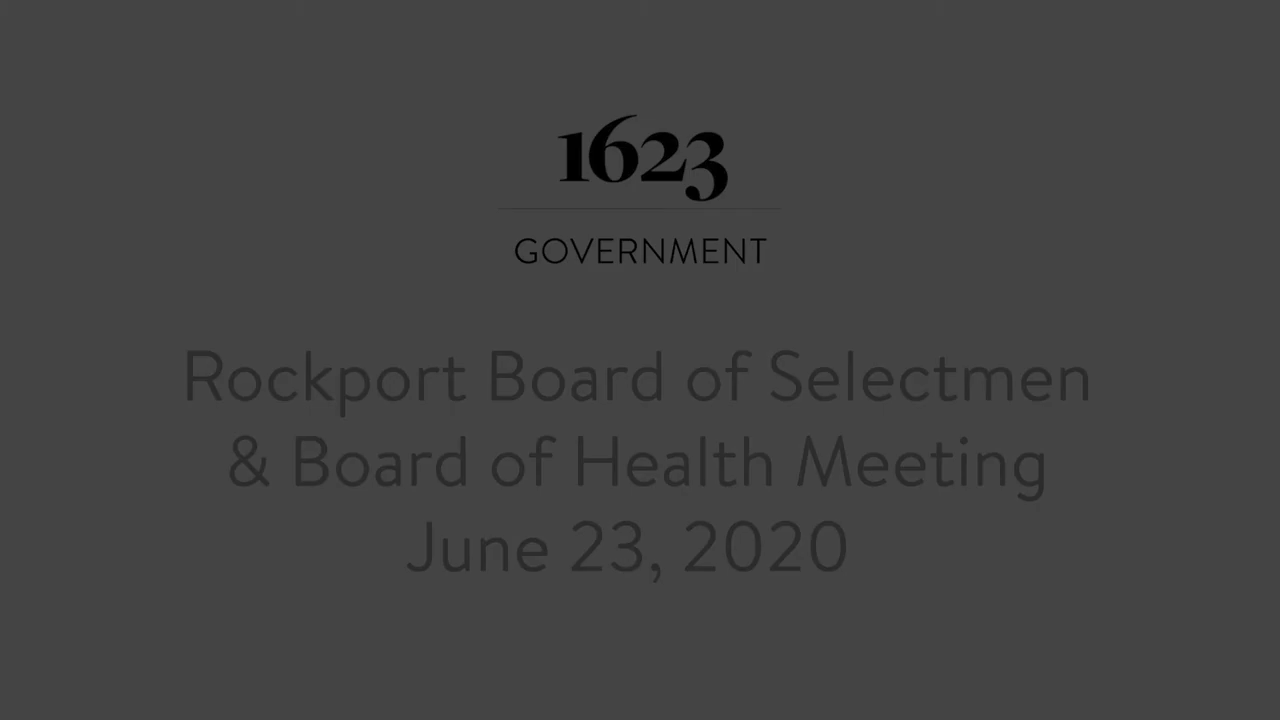 1623
GOVERNMENT
Rockport Board of Selectmen
& Board of Health Meeting
June 23, 2020